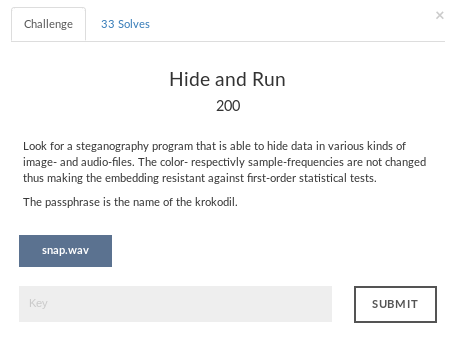 Challenge
33 Solves
×
Hide and Run
200
Look for a steganography program that is able to hide data in various kinds of
image- and audio-files. The color- respectivly sample-frequencies are not changed
thus making the embedding resistant against first-order statistical tests.
The passphrase is the name of the krokodil.
snap.wav
Key
SUBMIT